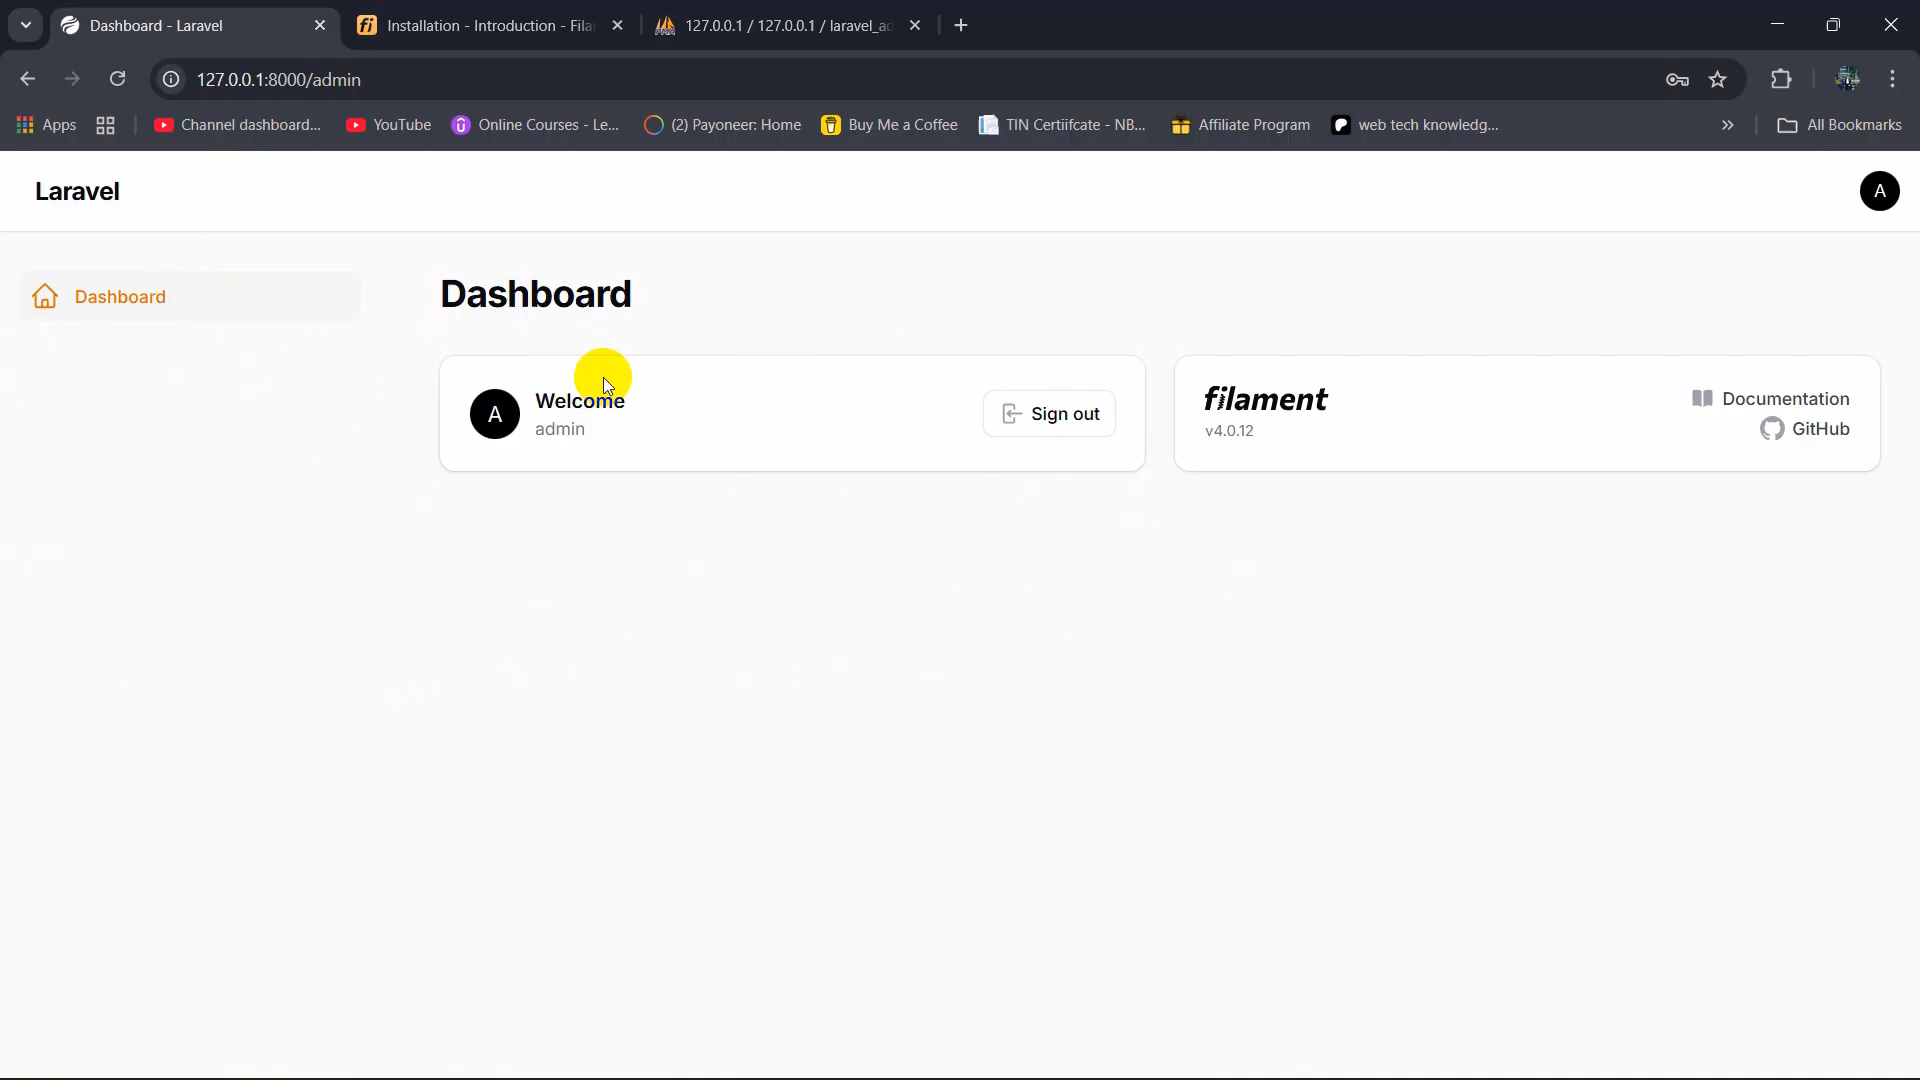 Dashboard - Laravel
Installation - Introduction - Fila
127.0.0.1 / 127.0.0.1 / laravel_ac
127.0.0.1:8000/admin
Apps
Channel dashboard...
YouTube
Online Courses - Le...
(2) Payoneer: Home
Buy Me a Coffee
TIN Certiifcate - NB...
Affiliate Program
web tech knowledg...
All Bookmarks
Laravel
A
Dashboard
Dashboard
A
Welcome
admin
Sign out
filament
v4.0.12
Documentation
GitHub